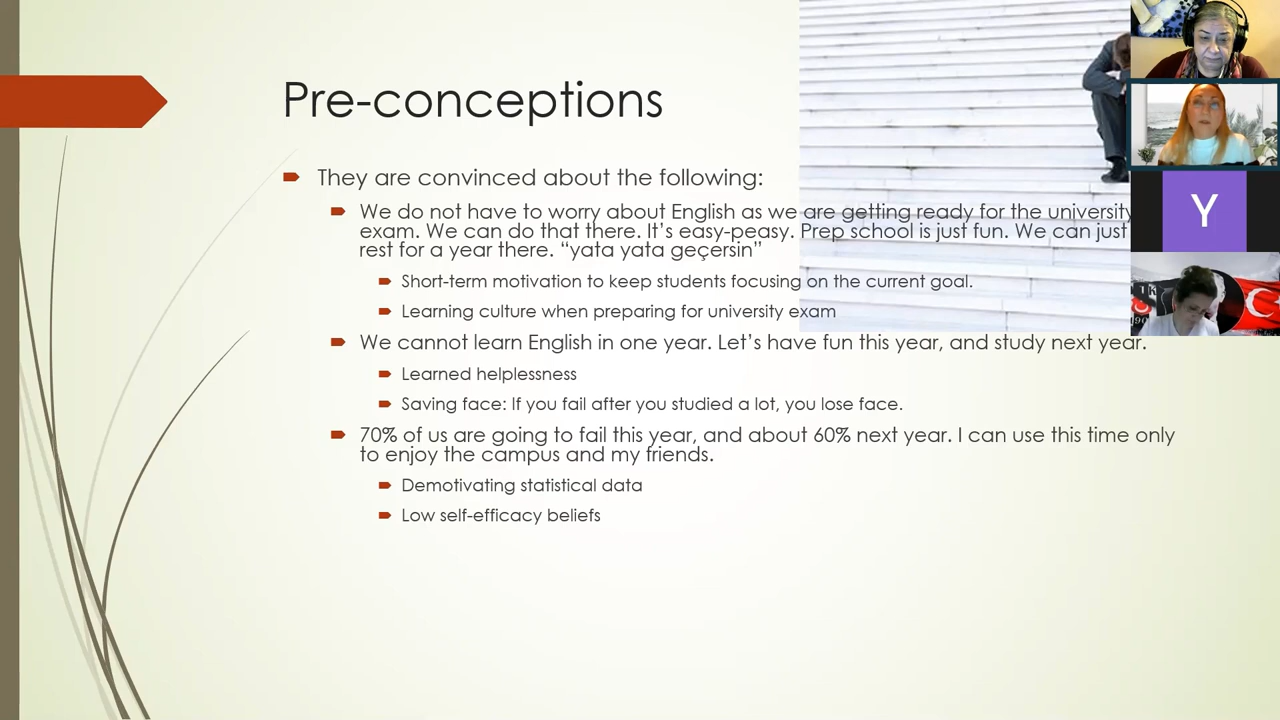 Pre-conceptions
They are convinced about the following:
We do not have to worry about English as we are getting ready for the university
exam. We can do that there. It’s easy-peasy. Prep school is just fun. We can just
rest for a year there. “yata yata geçersin”
Short-term motivation to keep students focusing on the current goal.
Learning culture when preparing for university exam
We cannot learn English in one year. Let’s have fun this year, and study next year.
Learned helplessness
Saving face: If you fail after you studied a lot, you lose face.
70% of us are going to fail this year, and about 60% next year. I can use this time only
to enjoy the campus and my friends.
Demotivating statistical data
Low self-efficacy beliefs
Y